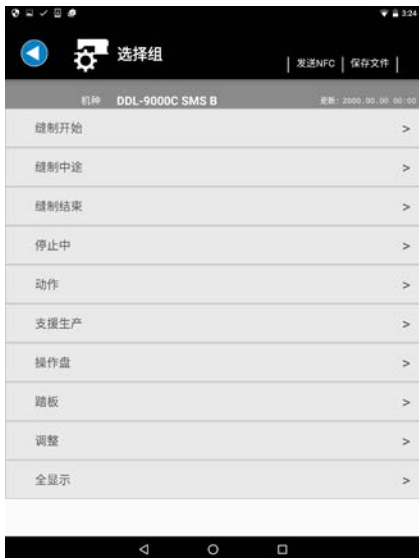 3:24
选择组
发送NFC
保存文件
机种 DDL-9000C SMS B
更新: 2000.00.00 00:00
缝制开始 >
缝制中途 >
缝制结束 >
停止中 >
动作 >
支援生产 >
操作盘 >
踏板 >
调整 >
全显示 >